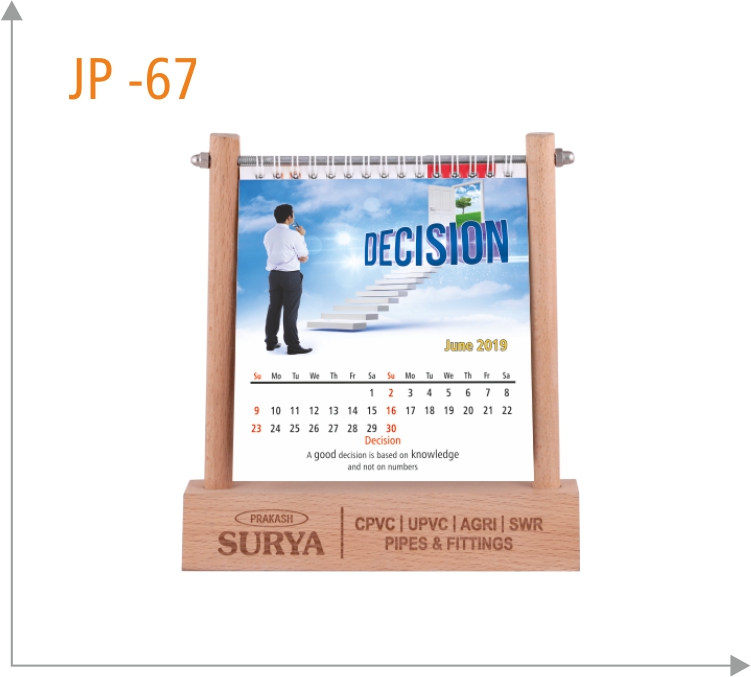 JP -67
DECISION
June 2019
Su Mo Tu We Th Fr Sa Su Mo Tu We Th Fr Sa
1 2 3 4 5 6 7 8
9 10 11 12 13 14 15 16 17 18 19 20 21 22
23 24 25 26 27 28 29 30
Decision
A good decision is based on knowledge
and not on numbers
PRAKASH
SURYA
CPVC | UPVC | AGRI | SWR
PIPES & FITTINGS